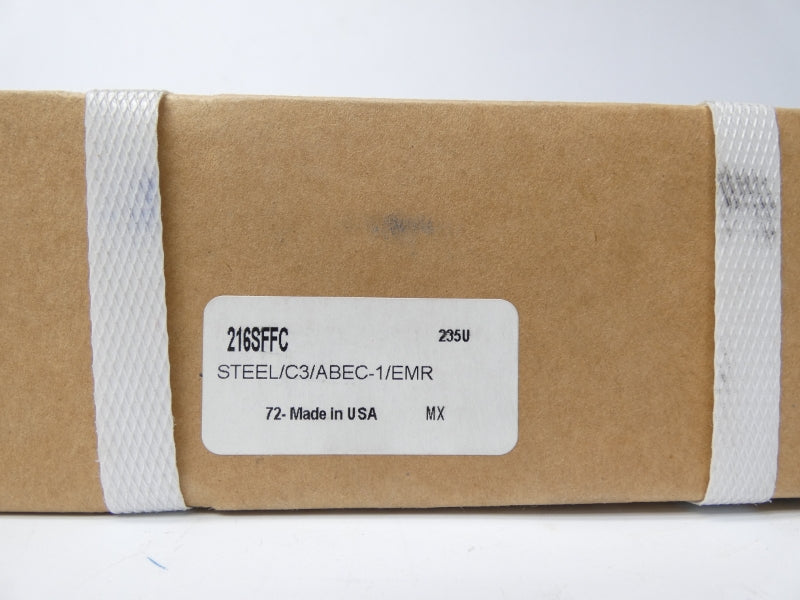 216SFFC 235U
STEEL/C3/ABEC-1/EMR
72- Made in USA MX